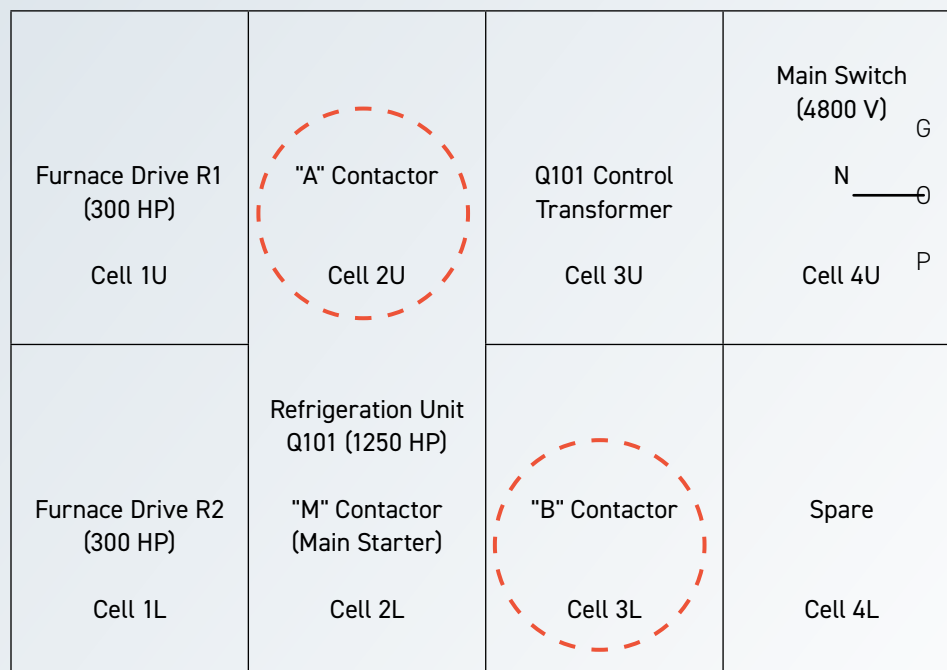 Furnace Drive R1
(300 HP)
Cell 1U
"A" Contactor
Cell 2U
Q101 Control
Transformer
Cell 3U
Main Switch
(4800 V)
G
N
O
P
Cell 4U
Furnace Drive R2
(300 HP)
Cell 1L
Refrigeration Unit
Q101 (1250 HP)
"M" Contactor
(Main Starter)
Cell 2L
"B" Contactor
Cell 3L
Spare
Cell 4L